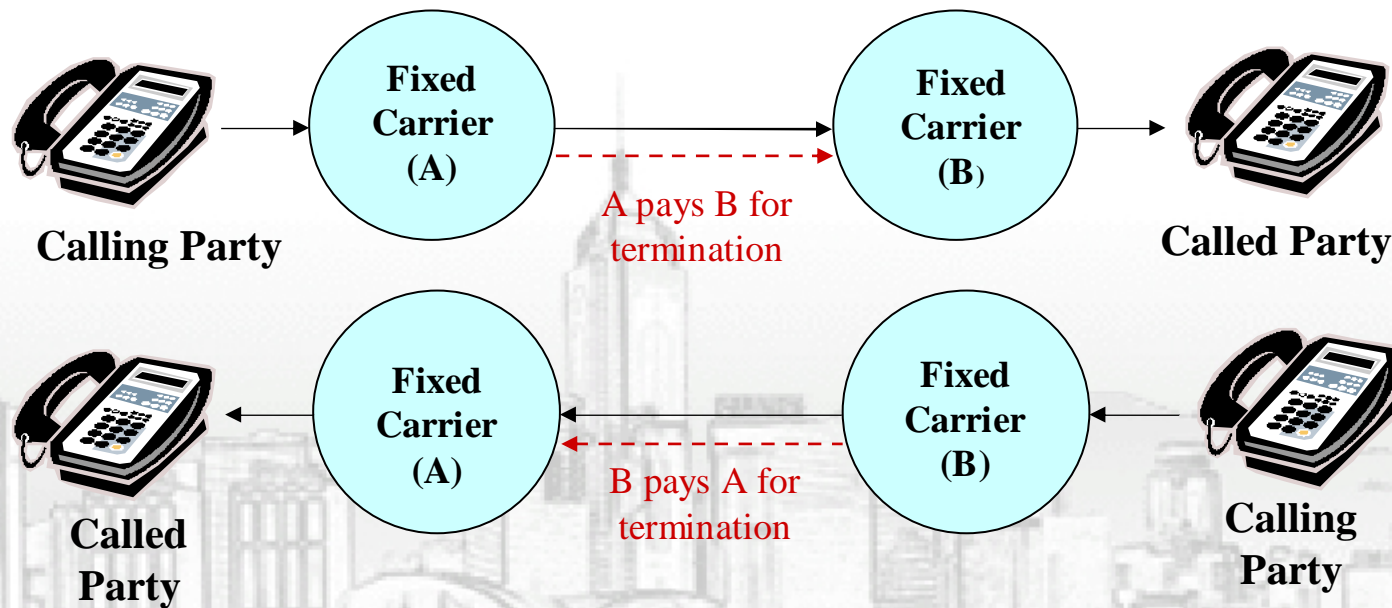 Fixed
Carrier
(A)
Fixed
Carrier
(B)
A pays B for
termination
Calling Party
Called Party
Fixed
Carrier
(A)
Fixed
Carrier
(B)
B pays A for
termination
Called
Party
Calling
Party